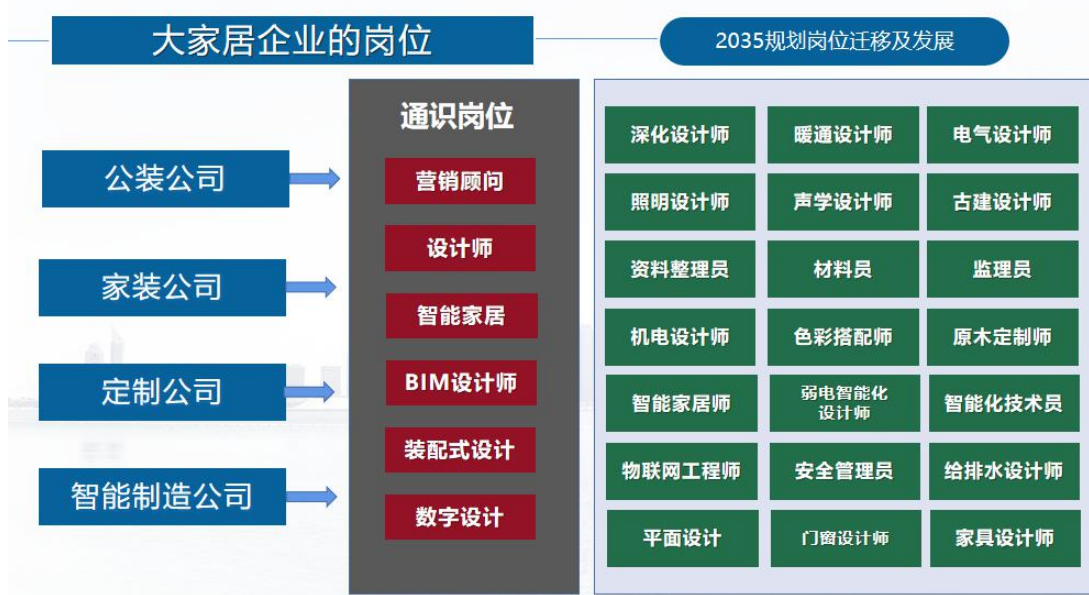 大家居企业的岗位
2035规划岗位迁移及发展
公装公司
家装公司
定制公司
智能制造公司
通识岗位
营销顾问
设计师
智能家居
BIM设计师
装配式设计
数字设计
深化设计师
暖通设计师
电气设计师
照明设计师
声学设计师
古建设计师
资料整理员
材料员
监理员
机电设计师
色彩搭配师
原木定制师
智能家居师
弱电智能化
设计师
智能化技术员
物联网工程师
安全管理员
给排水设计师
平面设计
门窗设计师
家具设计师